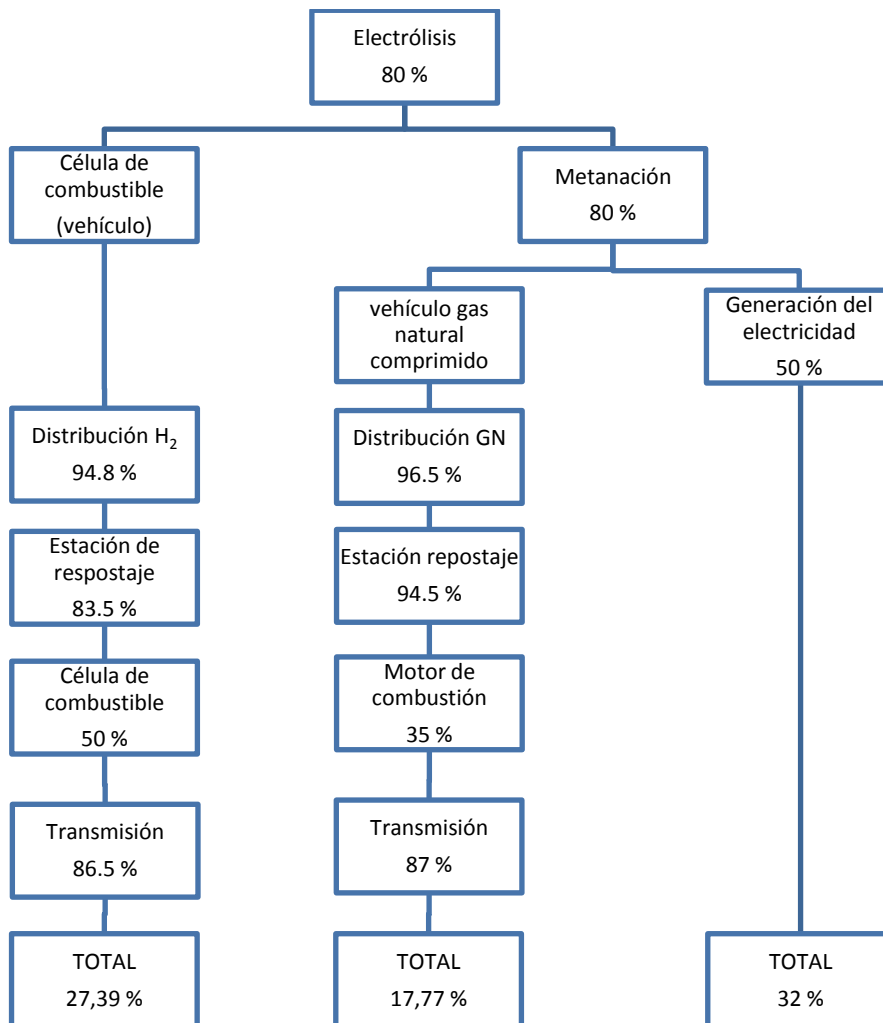 Electrólisis
80 %
Célula de
combustible
(vehículo)
Metanación
80 %
vehículo gas
natural
comprimido
Generación del
electricidad
50 %
Distribución H₂
94.8 %
Distribución GN
96.5 %
Estación de
respostaje
83.5 %
Estación repostaje
94.5 %
Célula de
combustible
50 %
Motor de
combustión
35 %
Transmisión
86.5 %
Transmisión
87 %
TOTAL
27,39 %
TOTAL
17,77 %
TOTAL
32 %